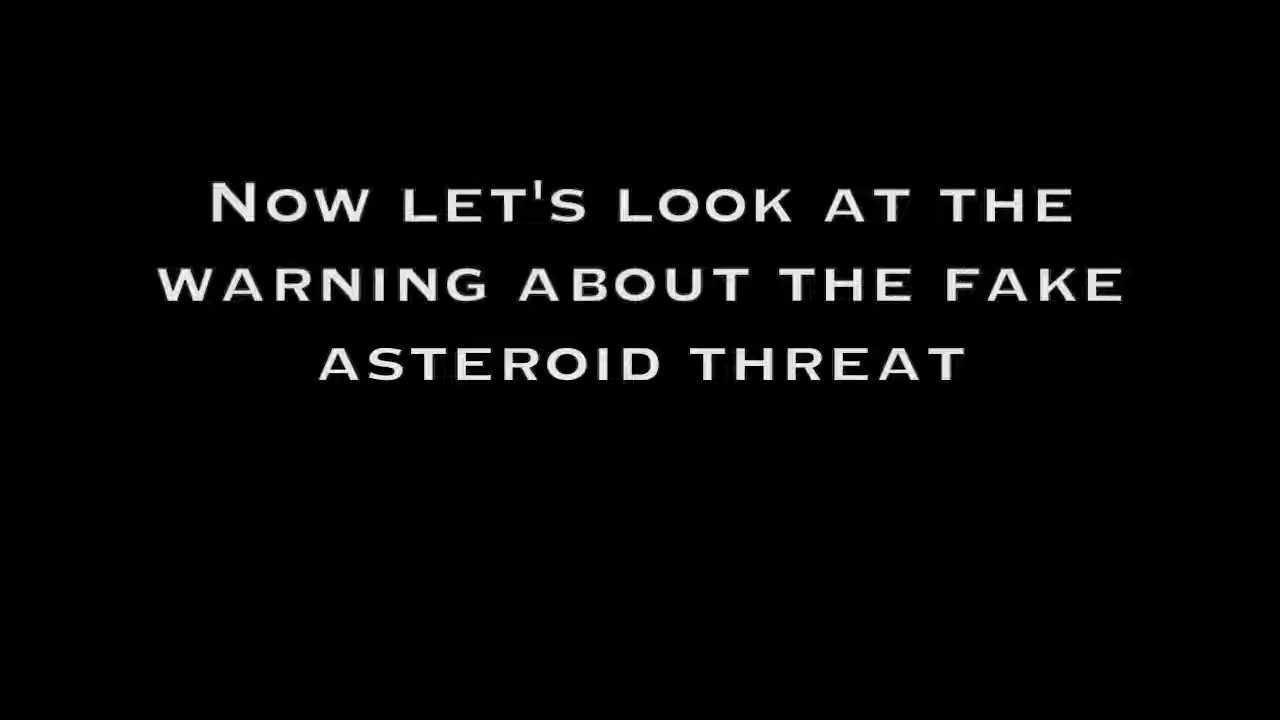 Now let's look at the
warning about the fake
asteroid threat